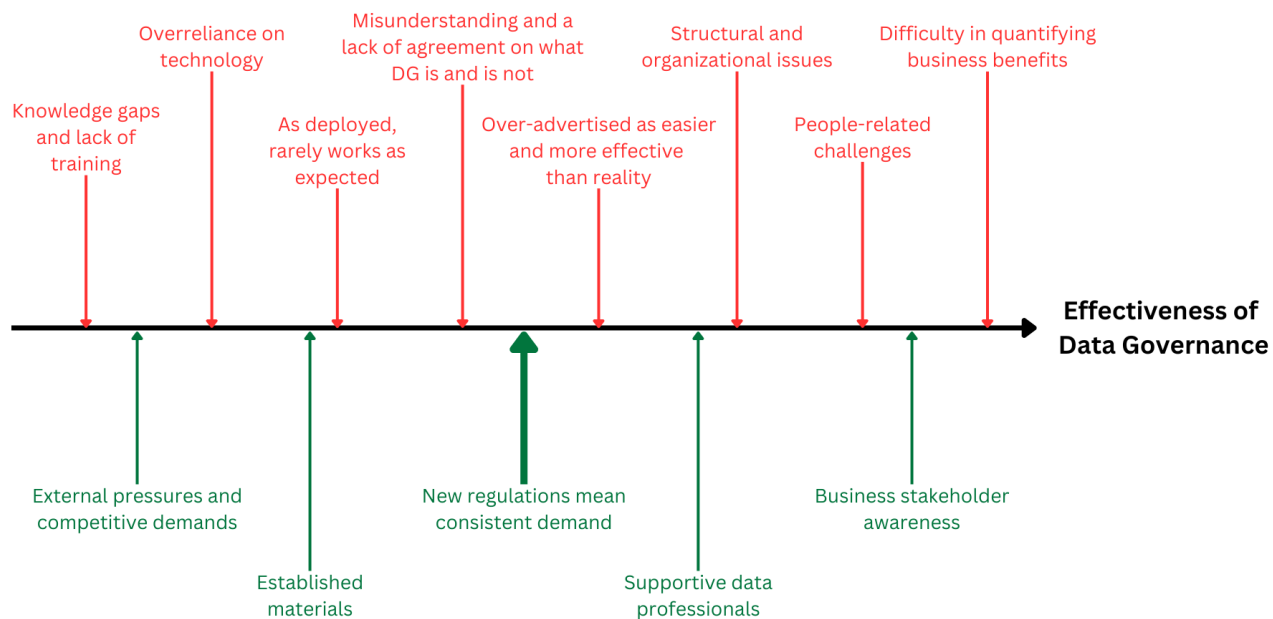 Overreliance on
technology
Misunderstanding and a
lack of agreement on what
DG is and is not
Structural and
organizational issues
Difficulty in quantifying
business benefits
Knowledge gaps
and lack of
training
As deployed,
rarely works as
expected
Over-advertised as easier
and more effective
than reality
People-related
challenges
Effectiveness of
Data Governance
External pressures and
competitive demands
New regulations mean
consistent demand
Business stakeholder
awareness
Established
materials
Supportive data
professionals